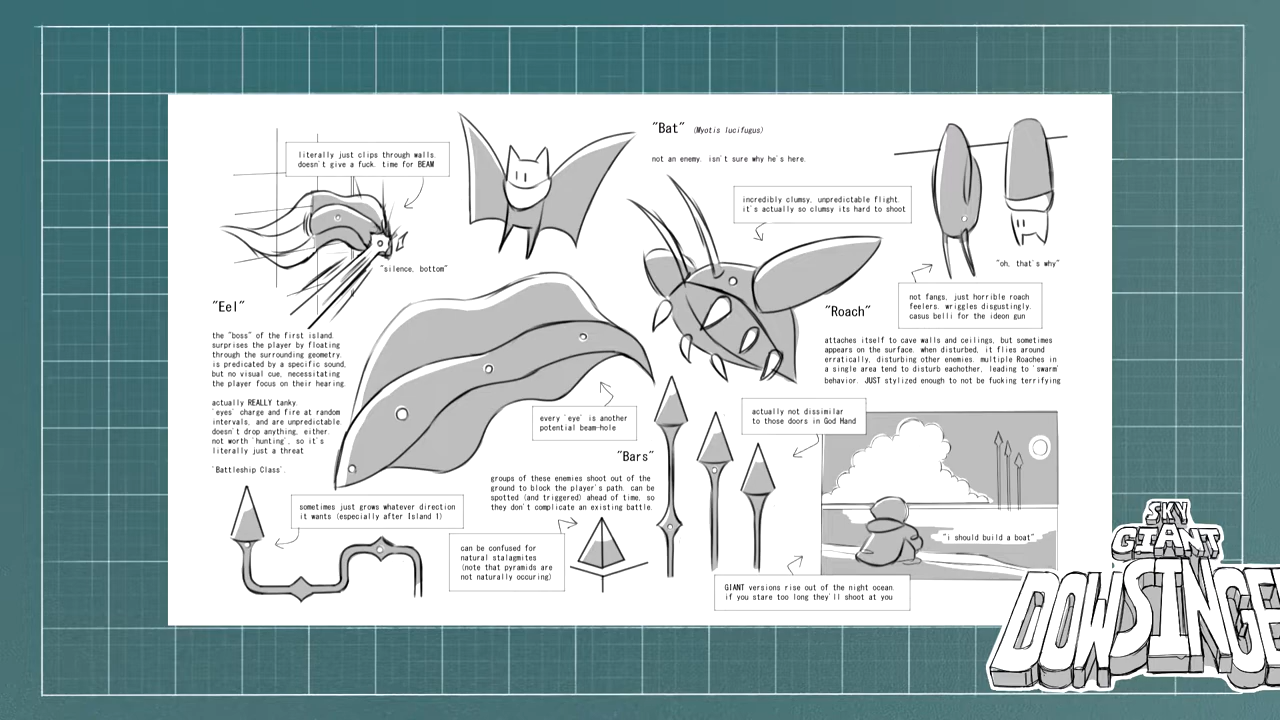 literally just clips through walls.
doesn't give a fuck. time for BEAM
"silence, bottom"
"Eel"
the "boss" of the first island.
surprises the player by floating
through the surrounding geometry.
is predicated by a specific sound,
but no visual cue, necessitating
the player focus on their hearing.
actually REALLY tanky.
'eyes' charge and fire at random
intervals, and are unpredictable.
doesn't drop anything, either.
not worth 'hunting', so it's
literally just a threat
'Battleship Class'.
every 'eye' is another
potential beam-hole
"Bat" (Myotis lucifugus)
not an enemy. isn't sure why he's here.
incredibly clumsy, unpredictable flight.
it's actually so clumsy its hard to shoot
"oh, that's why"
not fangs, just horrible roach
feelers. wriggles disgustingly.
casus belli for the ideon gun
"Roach"
attaches itself to cave walls and ceilings, but sometimes
appears on the surface. when disturbed, it flies around
erratically, disturbing other enemies. multiple Roaches in
a single area tend to disturb eachother, leading to 'swarm'
behavior. JUST stylized enough to not be fucking terrifying
"Bars"
groups of these enemies shoot out of the
ground to block the player's path. can be
spotted (and triggered) ahead of time, so
they don't complicate an existing battle.
sometimes just grows whatever direction
it wants (especially after Island 1)
can be confused for
natural stalagmites
(note that pyramids are
not naturally occuring)
actually not dissimilar
to those doors in God Hand
"i should build a boat"
GIANT versions rise out of the night ocean.
if you stare too long they'll shoot at you
SKY
GIANT
DOWSINGE